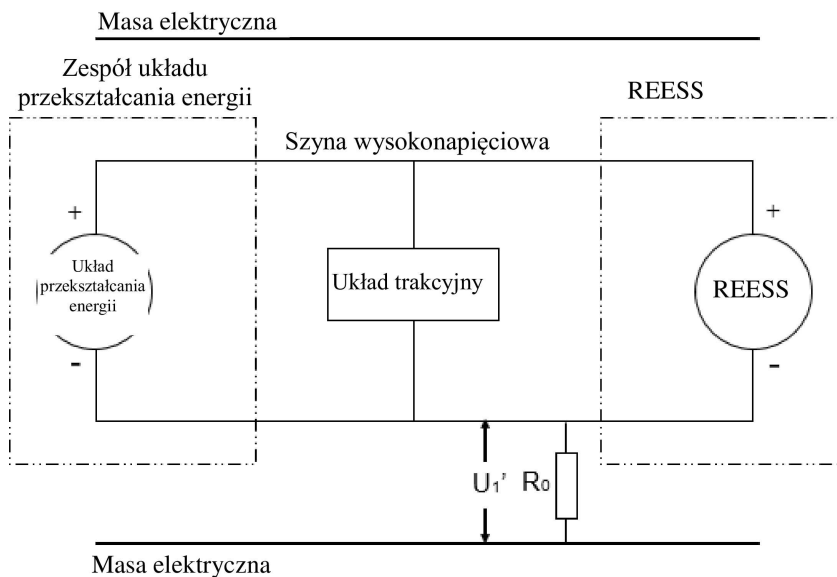 Masa elektryczna
Zespół układu
przekształcania energii
REESS
Szyna wysokonapięciowa
+
+
Układ
przekształcania
energii
Układ trakcyjny
REESS
-
-
U₁’
R₀
Masa elektryczna